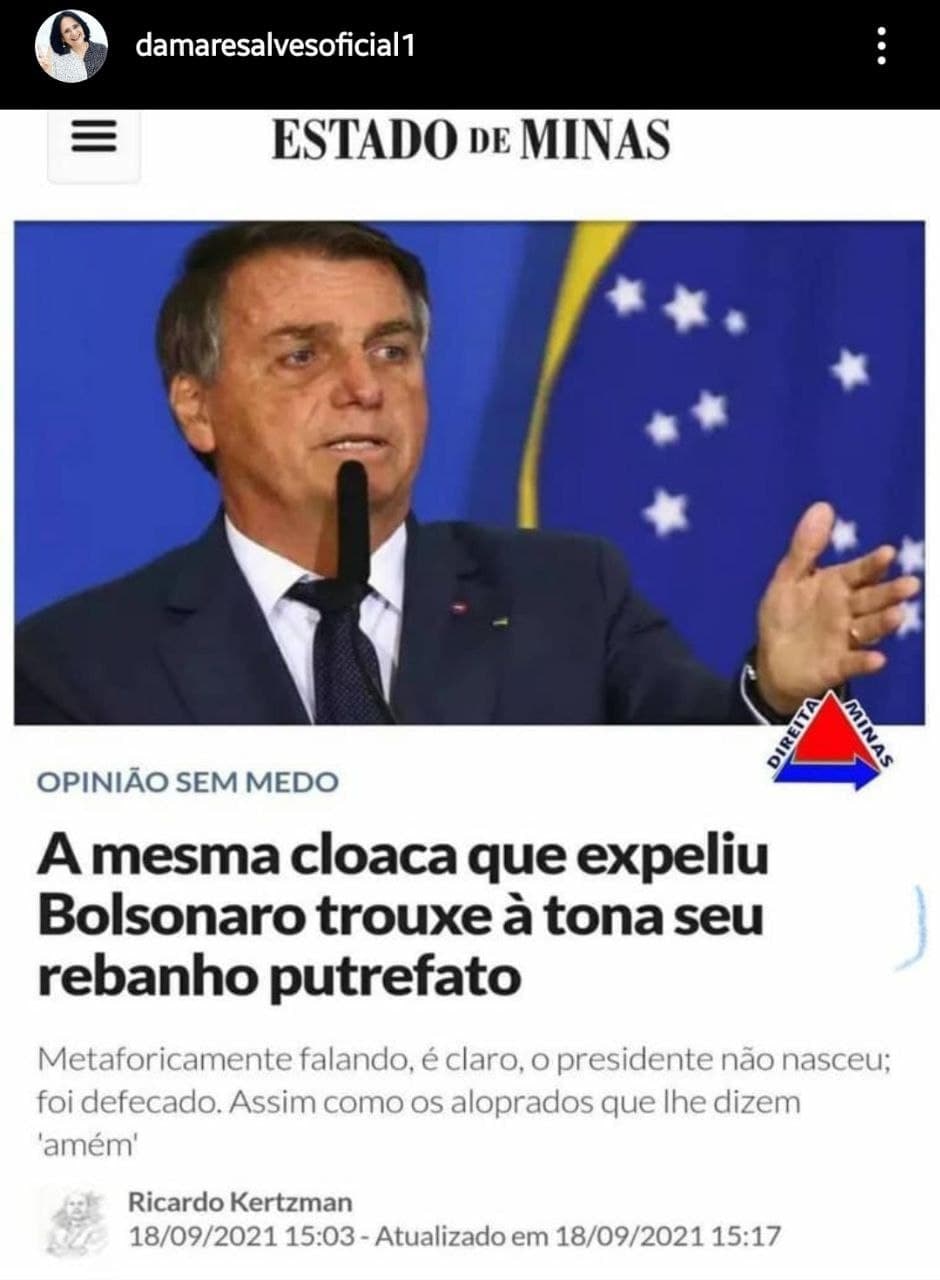 damaresalvesoficial1
ESTADO DE MINAS
DIREITA MINAS
OPINIÃO SEM MEDO
A mesma cloaca que expeliu
Bolsonaro trouxe à tona seu
rebanho putrefato
Metaforicamente falando, é claro, o presidente não nasceu;
foi defecado. Assim como os aloprados que lhe dizem
'amém'
Ricardo Kertzman
18/09/2021 15:03 - Atualizado em 18/09/2021 15:17